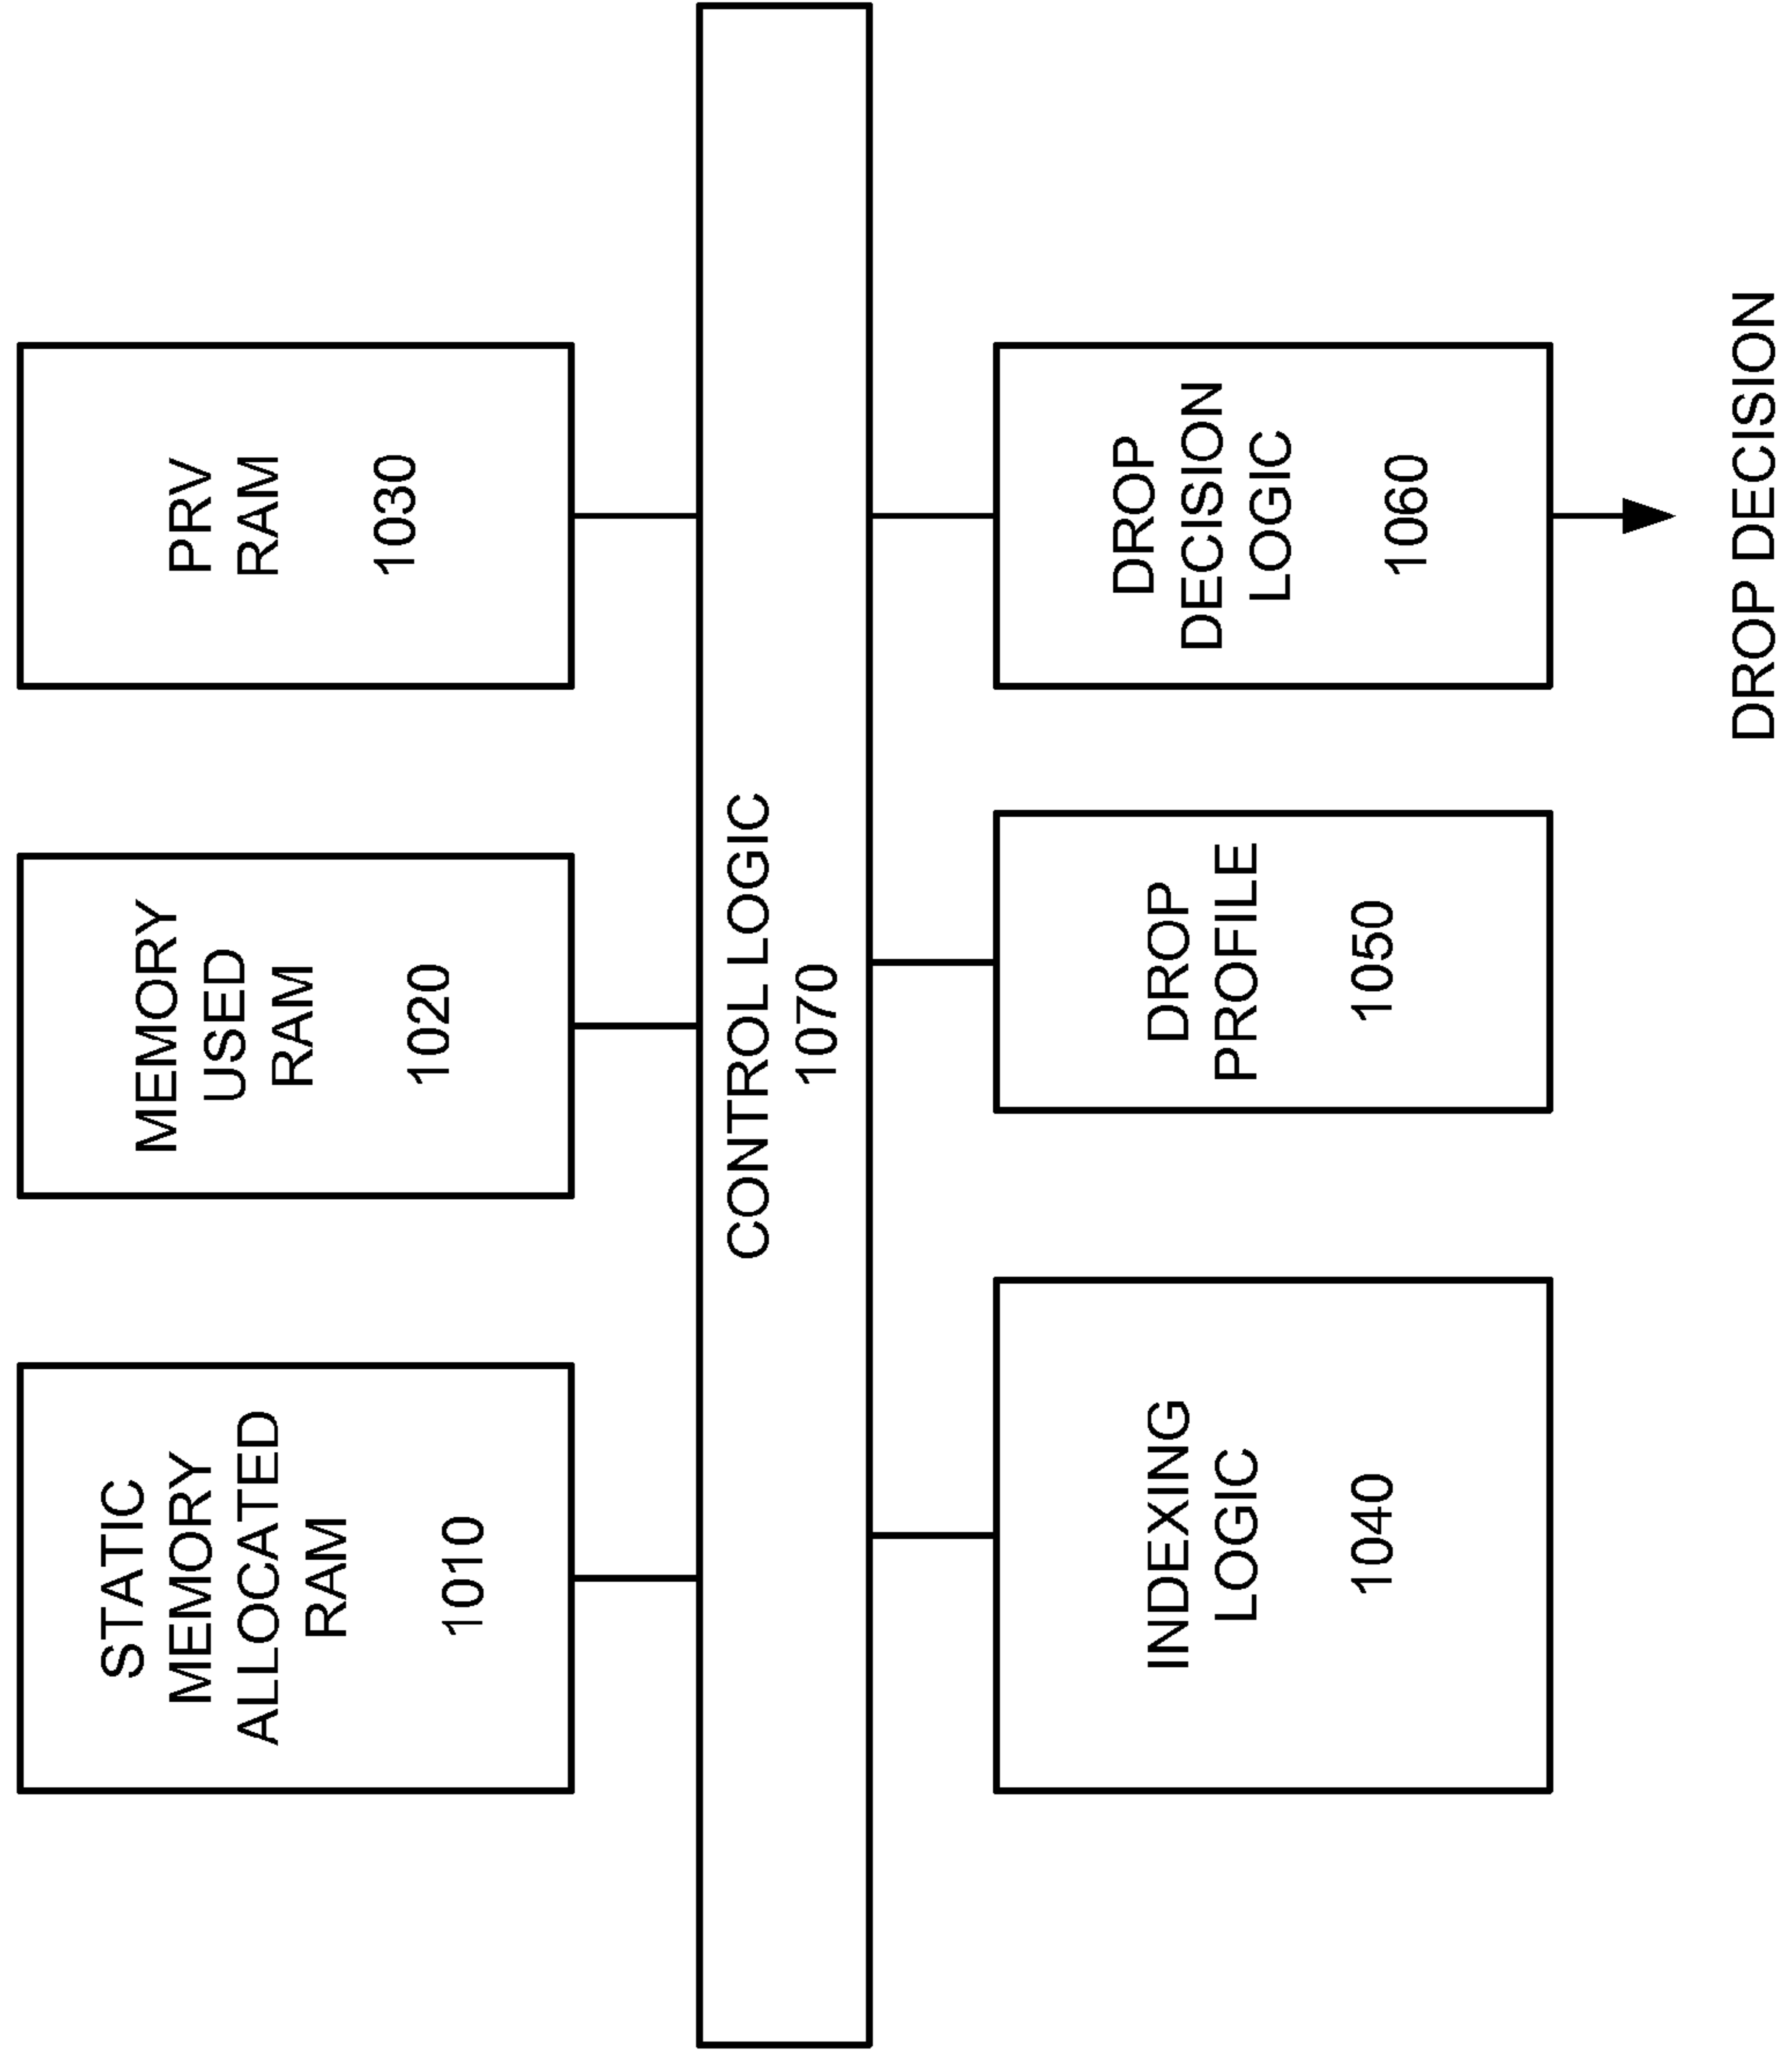 STATIC
MEMORY
ALLOCATED
RAM
1010
MEMORY
USED
RAM
1020
PRV
RAM
1030
CONTROL LOGIC
1070
INDEXING
LOGIC
1040
DROP
PROFILE
1050
DROP
DECISION
LOGIC
1060
DROP DECISION